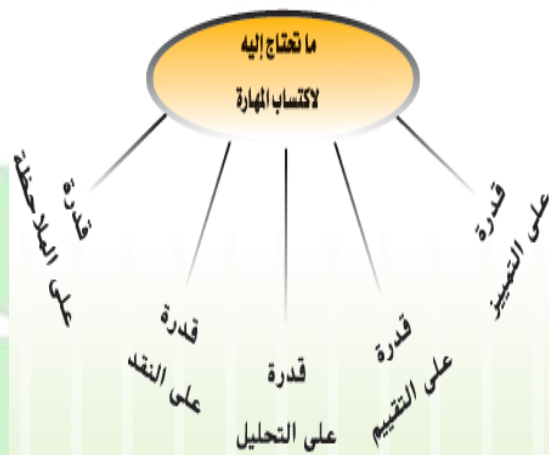 ما تحتاج إليه
لاكتساب المهارة
قدرة
على التمييز
قدرة
على التقييم
قدرة
على التحليل
قدرة
على النقد
قدرة
على الملاحظة